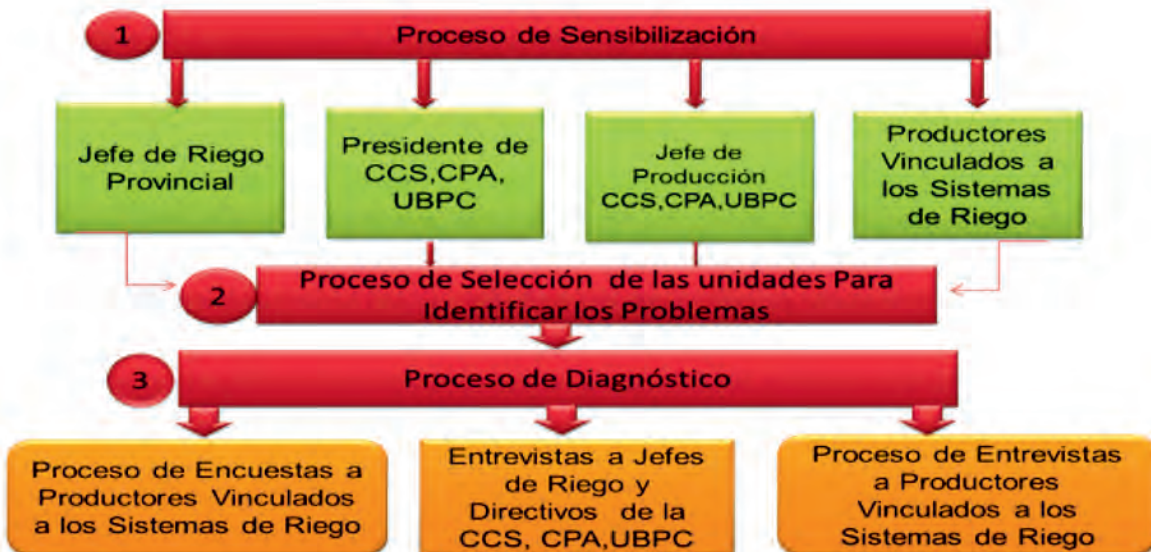 1
Proceso de Sensibilización
Jefe de Riego
Provincial
Presidente de
CCS,CPA,
UBPC
Jefe de
Producción
CCS,CPA,UBPC
Productores
Vinculados a
los Sistemas
de Riego
2
Proceso de Selección de las unidades Para
Identificar los Problemas
3
Proceso de Diagnóstico
Proceso de Encuestas a
Productores Vinculados
a los Sistemas de Riego
Entrevistas a Jefes
de Riego y
Directivos de la
CCS, CPA,UBPC
Proceso de Entrevistas
a Productores
Vinculados a los
Sistemas de Riego